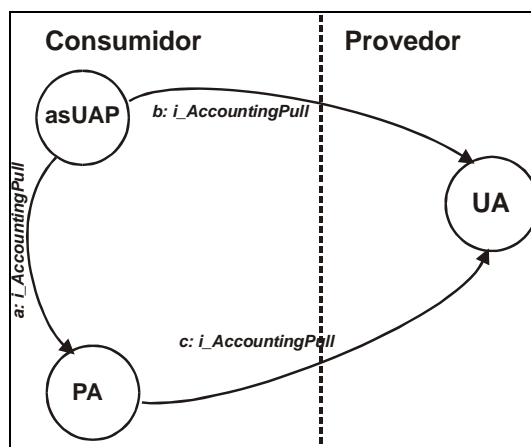 Consumidor
Provedor
asUAP
b: i_AccountingPull
UA
a: i_AccountingPull
c: i_AccountingPull
PA